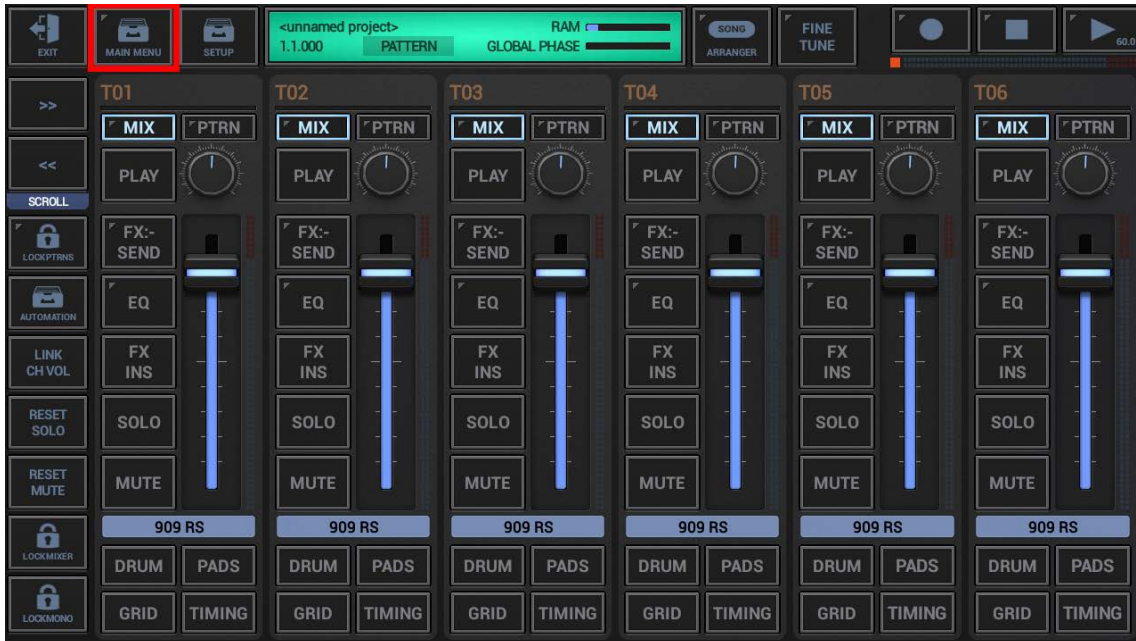 EXIT
MAIN MENU
SETUP
<unnamed project>
RAM
1.1.000
PATTERN
GLOBAL PHASE
SONG
ARRANGER
FINE
TUNE
60.0
>>
<<
SCROLL
LOCKPTRNS
AUTOMATION
LINK
CH VOL
RESET
SOLO
RESET
MUTE
LOCKMIXER
LOCKMONO
T01
MIX
PTRN
PLAY
FX:-
SEND
EQ
FX
INS
SOLO
MUTE
909 RS
DRUM
PADS
GRID
TIMING
T02
MIX
PTRN
PLAY
FX:-
SEND
EQ
FX
INS
SOLO
MUTE
909 RS
DRUM
PADS
GRID
TIMING
T03
MIX
PTRN
PLAY
FX:-
SEND
EQ
FX
INS
SOLO
MUTE
909 RS
DRUM
PADS
GRID
TIMING
T04
MIX
PTRN
PLAY
FX:-
SEND
EQ
FX
INS
SOLO
MUTE
909 RS
DRUM
PADS
GRID
TIMING
T05
MIX
PTRN
PLAY
FX:-
SEND
EQ
FX
INS
SOLO
MUTE
909 RS
DRUM
PADS
GRID
TIMING
T06
MIX
PTRN
PLAY
FX:-
SEND
EQ
FX
INS
SOLO
MUTE
909 RS
DRUM
PADS
GRID
TIMING